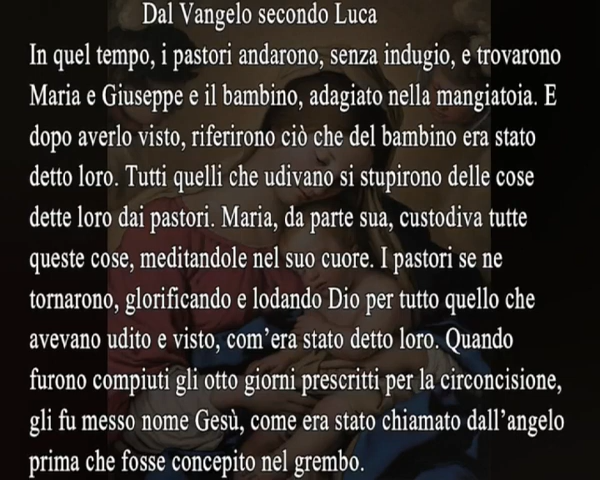 Dal Vangelo secondo Luca
In quel tempo, i pastori andarono, senza indugio, e trovarono
Maria e Giuseppe e il bambino, adagiato nella mangiatoia. E
dopo averlo visto, riferirono ciò che del bambino era stato
detto loro. Tutti quelli che udivano si stupirono delle cose
dette loro dai pastori. Maria, da parte sua, custodiva tutte
queste cose, meditandole nel suo cuore. I pastori se ne
tornarono, glorificando e lodando Dio per tutto quello che
avevano udito e visto, com’era stato detto loro. Quando
furono compiuti gli otto giorni prescritti per la circoncisione,
gli fu messo nome Gesù, come era stato chiamato dall’angelo
prima che fosse concepito nel grembo.